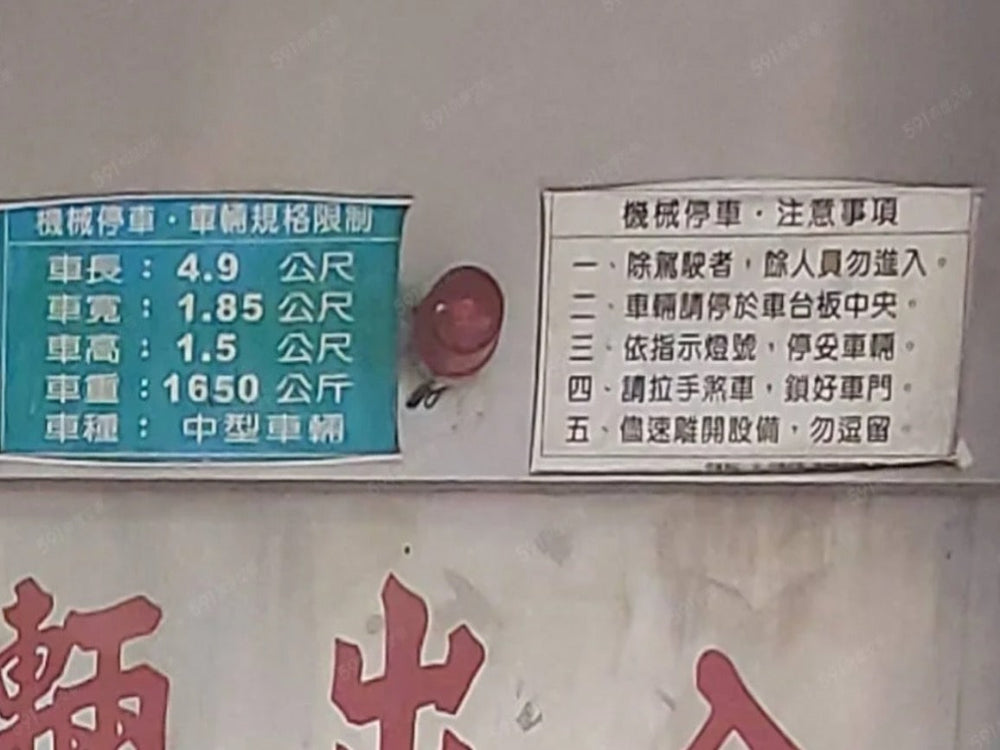 機械停車・車輛規格限制
車長：4.9 公尺
車寬：1.85 公尺
車高：1.5 公尺
車重：1650 公斤
車種：中型車輛
機械停車・注意事項
一、除駕駛者，餘人員勿進入。
二、車輛請停於車台板中央。
三、依指示燈號，停妥車輛。
四、請拉手煞車，鎖好車門。
五、儘速離開設備，勿逗留。
輛出入